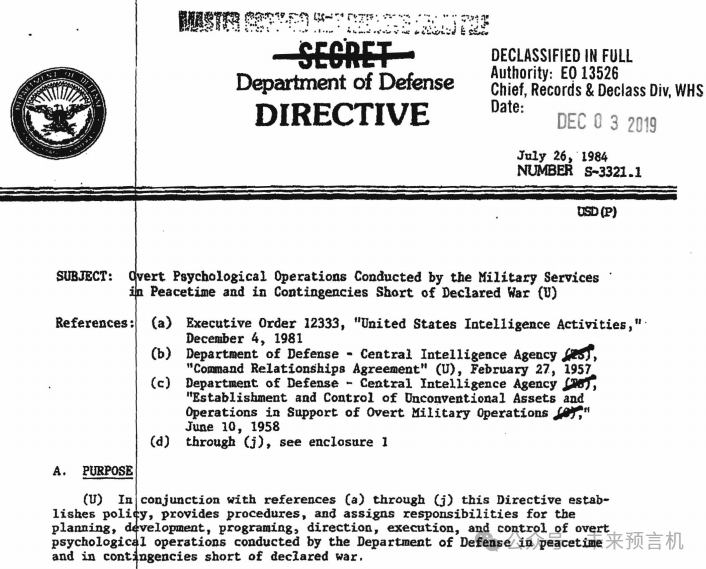 MASTER
SECRET
Department of Defense
DIRECTIVE
DECLASSIFIED IN FULL
Authority: EO 13526
Chief, Records & Declass Div, WHS
Date:
DEC 03 2019
July 26, 1984
NUMBER S-3321.1
USD(P)
SUBJECT: Overt Psychological Operations Conducted by the Military Services
in Peacetime and in Contingencies Short of Declared War (U)
References: (a) Executive Order 12333, "United States Intelligence Activities,"
December 4, 1981
(b) Department of Defense - Central Intelligence Agency (TS),
"Command Relationships Agreement" (U), February 27, 1957
(c) Department of Defense - Central Intelligence Agency (TS),
"Establishment and Control of Unconventional Assets and
Operations in Support of Overt Military Operations (S),"
June 10, 1958
(d) through (j), see enclosure 1
A. PURPOSE
(U) In conjunction with references (a) through (j) this Directive estab-
lishes policy, provides procedures, and assigns responsibilities for the
planning, development, programing, direction, execution, and control of overt
psychological operations conducted by the Department of Defense in peacetime
and in contingencies short of declared war.
公众号 · 未来预言机